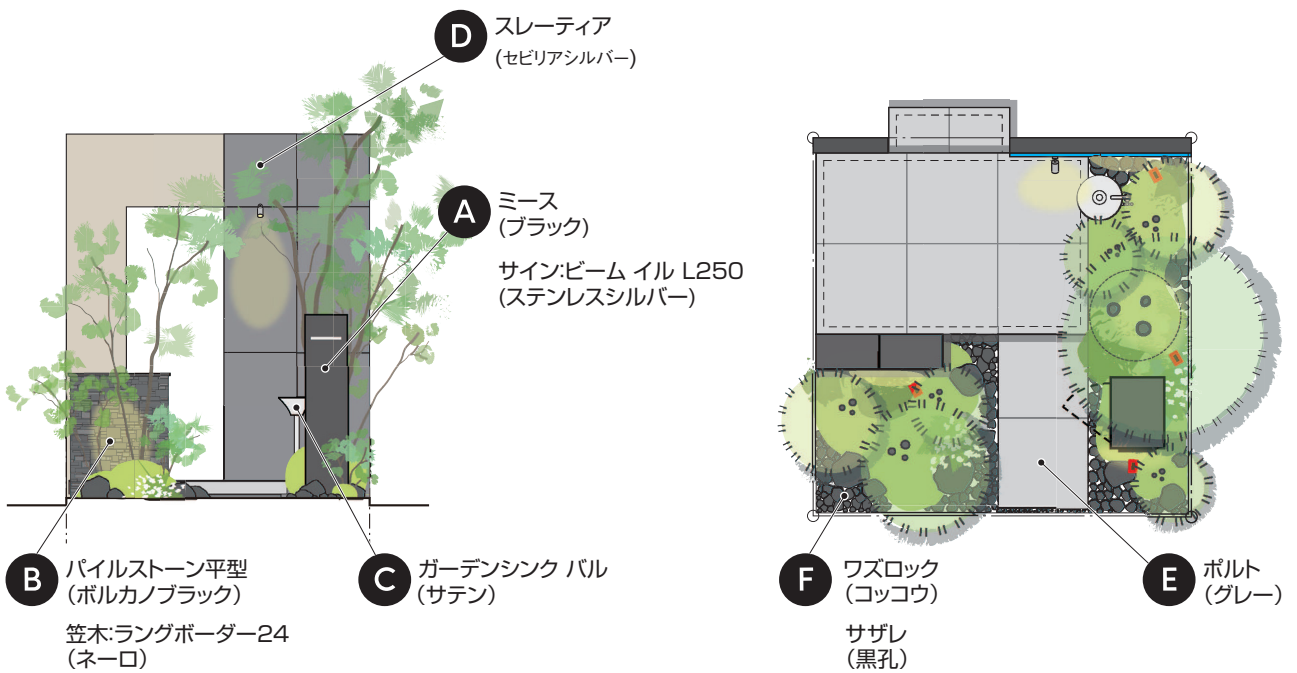 D
スレーティア
(セビリアシルバー)
A
ミース
(ブラック)
サイン:ビーム イル L250
(ステンレスシルバー)
B
パイルストーン平型
(ボルカノブラック)
笠木:ラングボーダー24
(ネーロ)
C
ガーデンシンク バル
(サテン)
F
ワズロック
(コッコウ)
サザレ
(黒孔)
E
ポルト
(グレー)